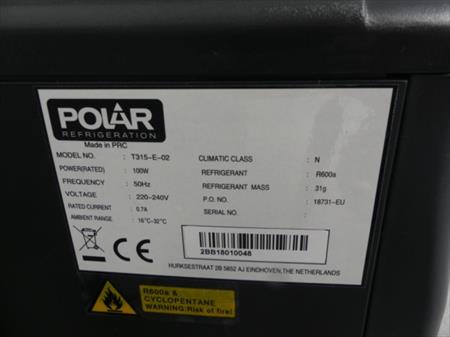 POLAR
REFRIGERATION
Made in PRC
MODEL NO. : T315-E-02
POWER(RATED) : 100W
FREQUENCY : 50Hz
VOLTAGE : 220-240V
RATED CURRENT : 0.7A
AMBIENT RANGE : 16°C-32°C
CLIMATIC CLASS : N
REFRIGERANT : R600a
REFRIGERANT MASS : 31g
P.O. NO. : 18731-EU
SERIAL NO. :
CE
2BB18010048
HURKSESTRAAT 2B 5652 AJ EINDHOVEN,THE NETHERLANDS
R600a &
CYCLOPENTANE
WARNING:Risk of fire!